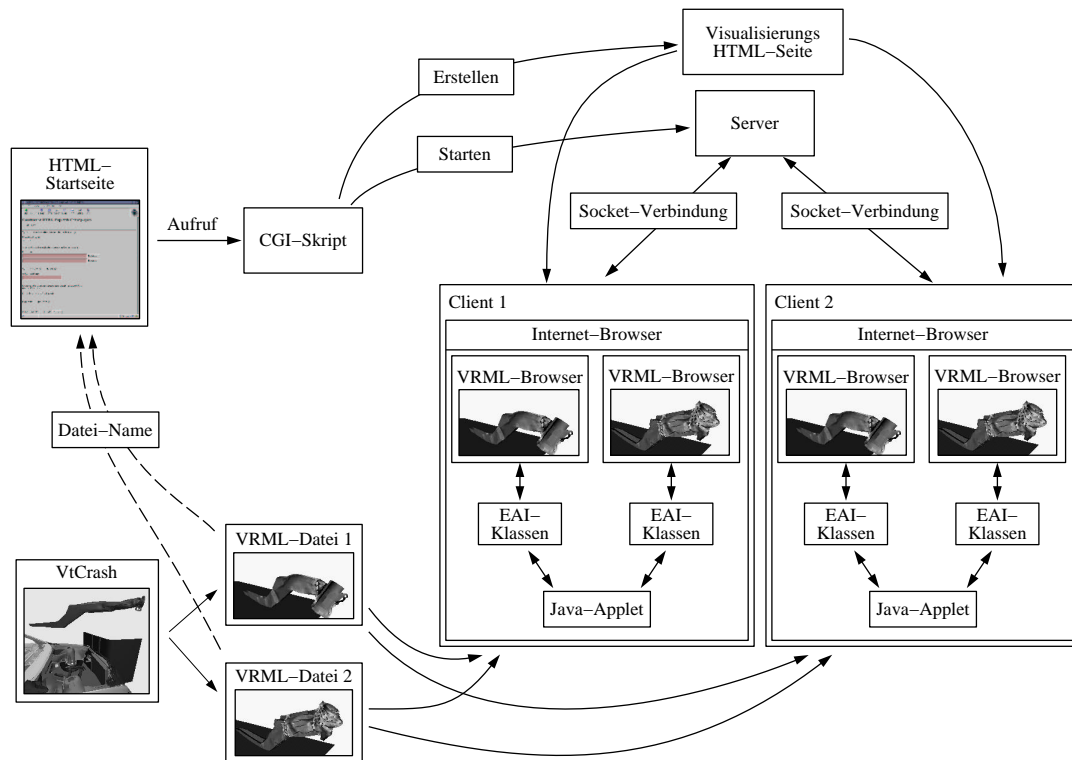 Visualisierungs
HTML–Seite
Erstellen
Server
Starten
HTML–
Startseite
Aufruf
CGI–Skript
Socket–Verbindung
Socket–Verbindung
Client 1
Internet–Browser
VRML–Browser
VRML–Browser
EAI–
Klassen
EAI–
Klassen
Java–Applet
Client 2
Internet–Browser
VRML–Browser
VRML–Browser
EAI–
Klassen
EAI–
Klassen
Java–Applet
Datei–Name
VtCrash
VRML–Datei 1
VRML–Datei 2